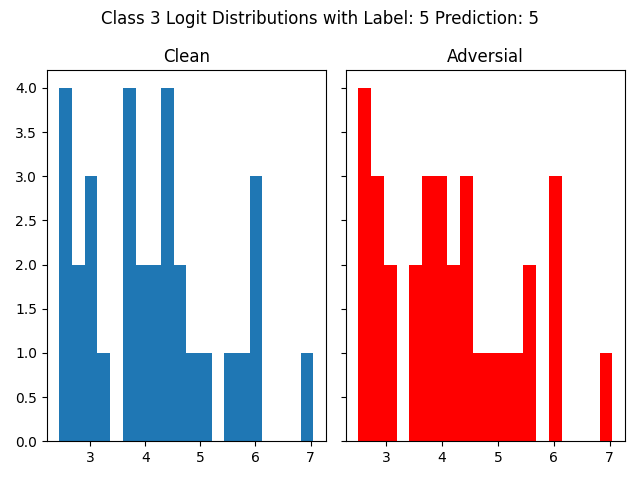 Class 3 Logit Distributions with Label: 5 Prediction: 5
Clean
Adversial
4.0
3.5
3.0
2.5
2.0
1.5
1.0
0.5
0.0
3 4 5 6 7
3 4 5 6 7